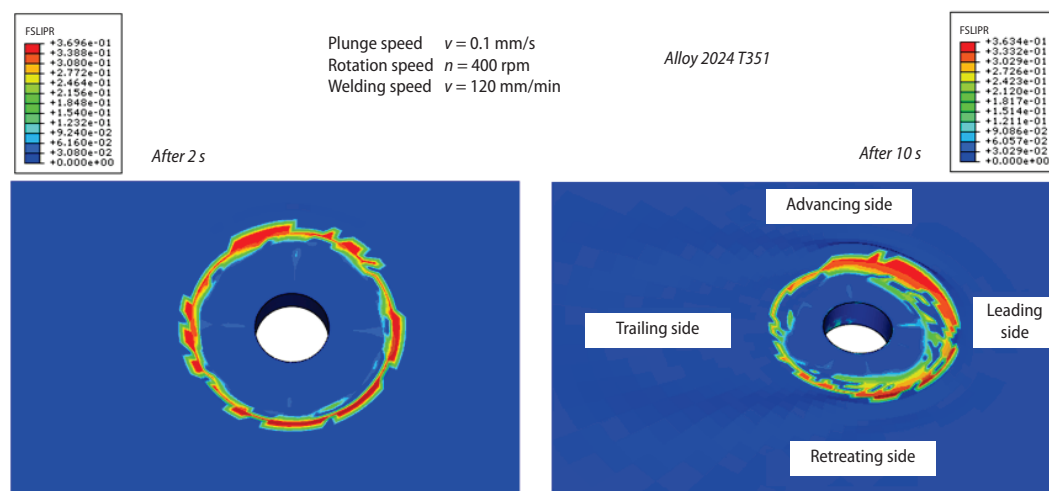 FSLIPR
+3.696e-01
+3.388e-01
+3.080e-01
+2.772e-01
+2.464e-01
+2.156e-01
+1.848e-01
+1.540e-01
+1.232e-01
+9.240e-02
+6.160e-02
+3.080e-02
+0.000e+00
After 2 s
Plunge speed v = 0.1 mm/s
Rotation speed n = 400 rpm
Welding speed v = 120 mm/min
Alloy 2024 T351
FSLIPR
+3.634e-01
+3.332e-01
+3.029e-01
+2.726e-01
+2.423e-01
+2.120e-01
+1.817e-01
+1.514e-01
+1.211e-01
+9.086e-02
+6.057e-02
+3.029e-02
+0.000e+00
After 10 s
Advancing side
Trailing side
Leading
side
Retreating side